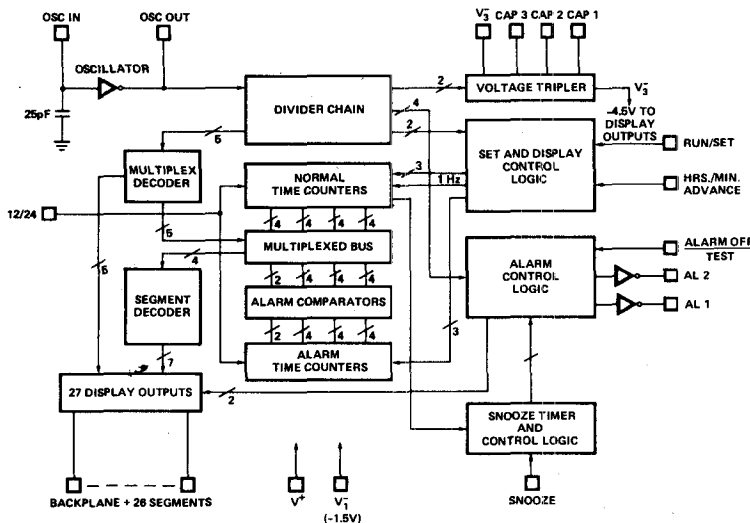 OSC IN
OSC OUT
V3⁻ CAP 3 CAP 2 CAP 1
OSCILLATOR
25pF
DIVIDER CHAIN
2
VOLTAGE TRIPLER
V3⁻
4
2
–4.5V TO
DISPLAY
OUTPUTS
5
SET AND DISPLAY
CONTROL
LOGIC
RUN/SET
HRS./MIN.
ADVANCE
MULTIPLEX
DECODER
NORMAL
TIME COUNTERS
3
1 Hz
12/24
4 4 4 4
5
MULTIPLEXED BUS
4
5
2 4 4 4
ALARM
CONTROL
LOGIC
ALARM OFF
TEST
AL 2
AL 1
SEGMENT
DECODER
ALARM COMPARATORS
2 4 4 4
3
ALARM
TIME COUNTERS
7
27 DISPLAY OUTPUTS
2
SNOOZE TIMER
AND
CONTROL LOGIC
BACKPLANE + 26 SEGMENTS
V+
V1⁻
(–1.5V)
SNOOZE